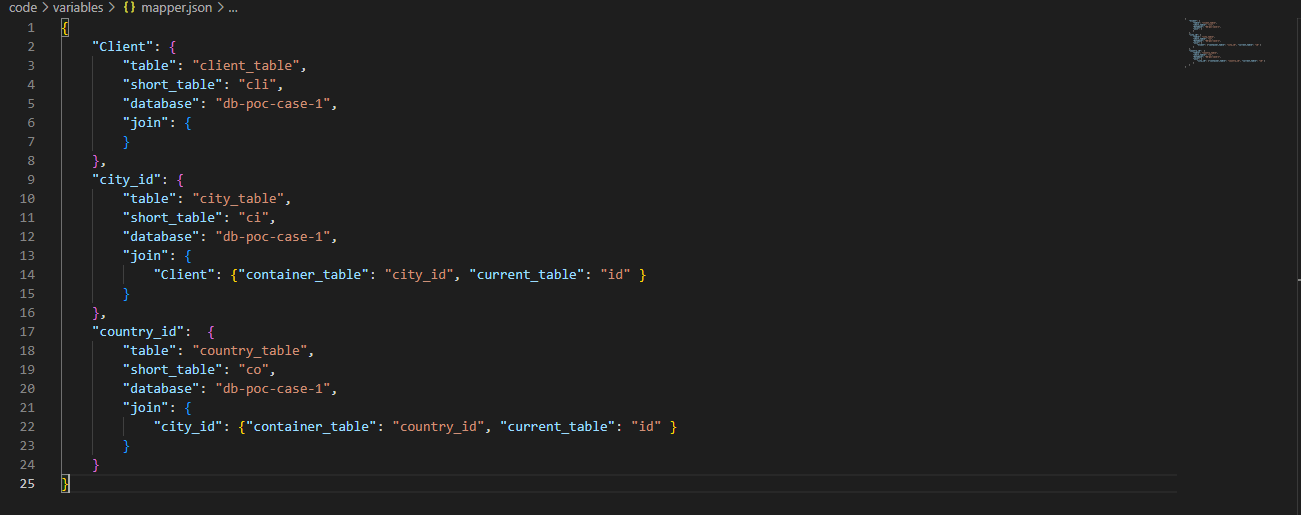 code > variables > {} mapper.json > ...
1 {
2 "Client": {
3 "table": "client_table",
4 "short_table": "cli",
5 "database": "db-poc-case-1",
6 "join": {
7 }
8 },
9 "city_id": {
10 "table": "city_table",
11 "short_table": "ci",
12 "database": "db-poc-case-1",
13 "join": {
14 "Client": {"container_table": "city_id", "current_table": "id" }
15 }
16 },
17 "country_id":  {
18 "table": "country_table",
19 "short_table": "co",
20 "database": "db-poc-case-1",
21 "join": {
22 "city_id": {"container_table": "country_id", "current_table": "id" }
23 }
24 }
25 }